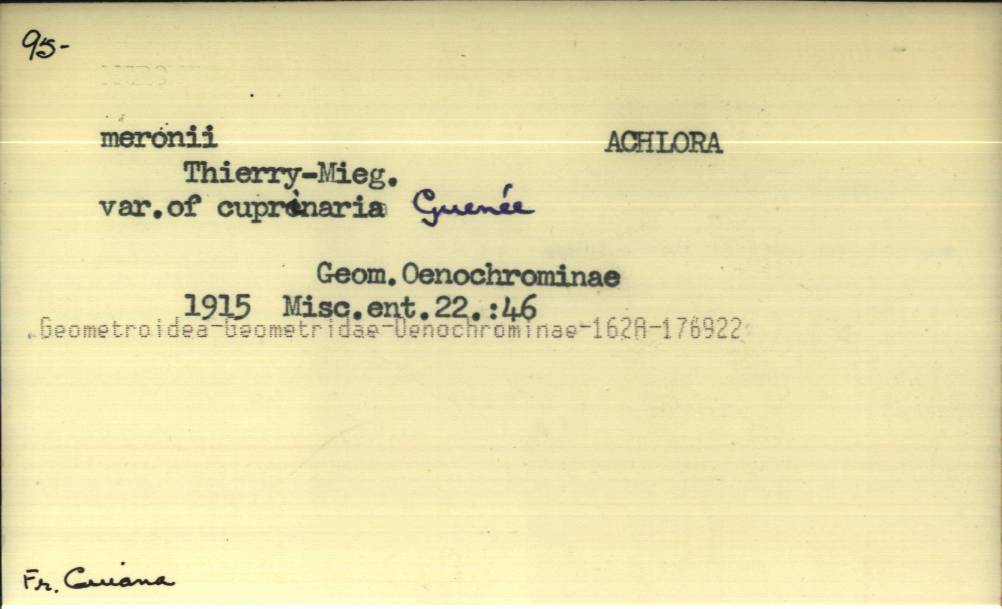 95-
meronii ACHLORA
Thierry-Mieg.
var.of cuprinaria Guenée
Geom.Oenochrominae
1915 Misc.ent.22.:46
Geometroidea-Geometridae-Oenochrominae-162A-176922
Fr. Guiana